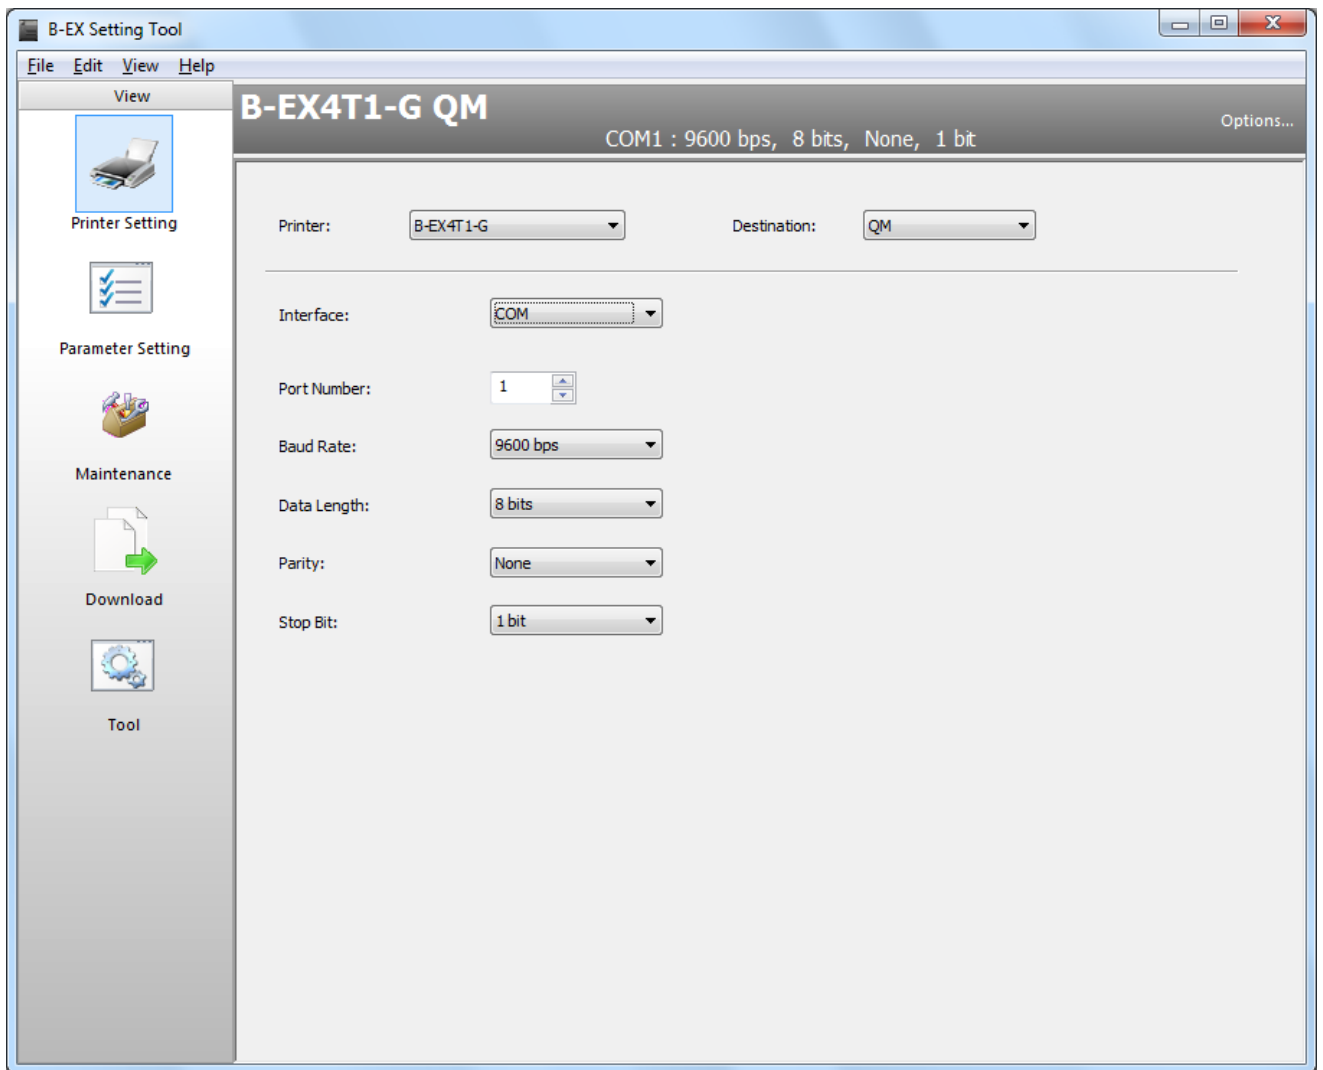 B-EX Setting Tool
File Edit View Help
View
Printer Setting
Parameter Setting
Maintenance
Download
Tool
B-EX4T1-G QM
COM1 : 9600 bps, 8 bits, None, 1 bit
Options...
Printer: B-EX4T1-G Destination: QM
Interface: COM
Port Number: 1
Baud Rate: 9600 bps
Data Length: 8 bits
Parity: None
Stop Bit: 1 bit